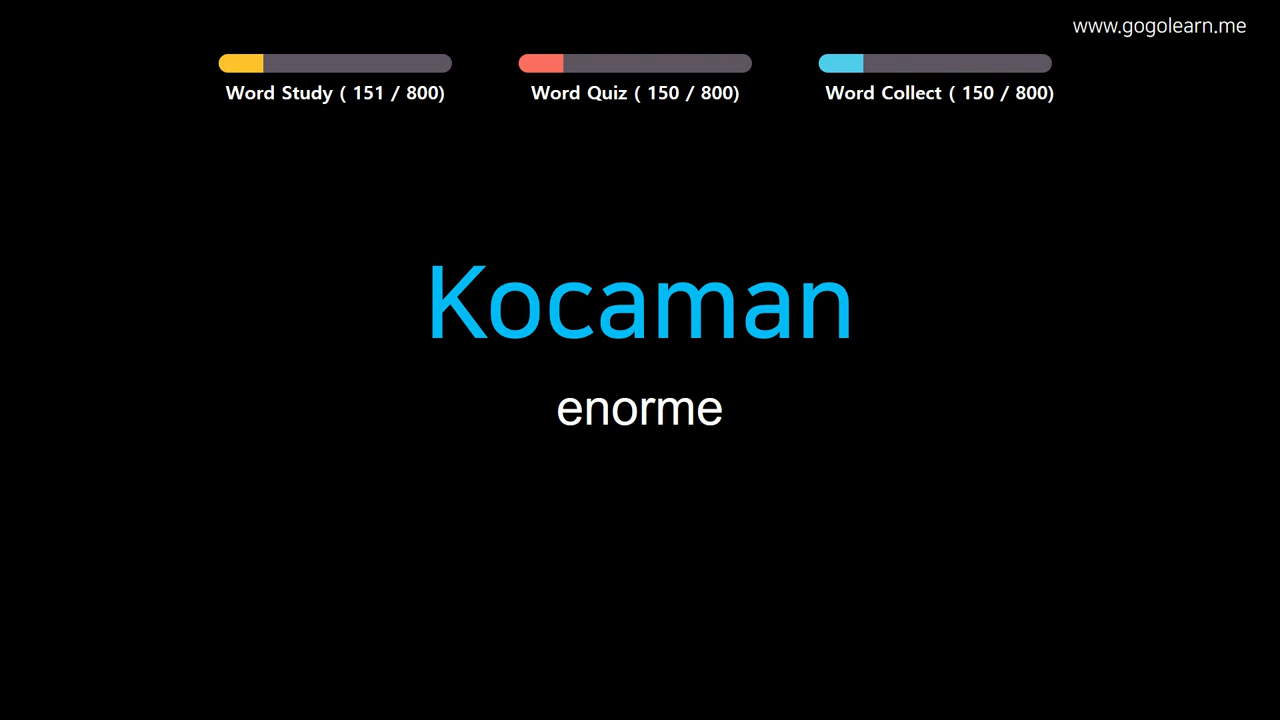 www.gogolearn.me
Word Study ( 151 / 800)
Word Quiz ( 150 / 800)
Word Collect ( 150 / 800)
Kocaman
enorme